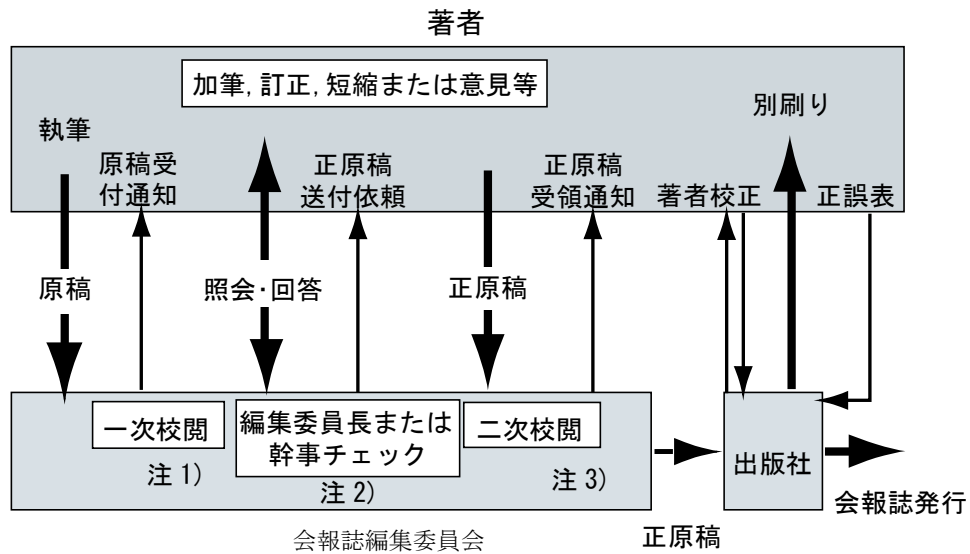 著者
加筆, 訂正, 短縮または意見等
別刷り
執筆
原稿受
付通知
正原稿
送付依頼
正原稿
受領通知
著者校正
正誤表
原稿
照会・回答
正原稿
一次校閲
編集委員長または
幹事チェック
二次校閲
注1)
注2)
注3)
出版社
会報誌発行
会報誌編集委員会
正原稿